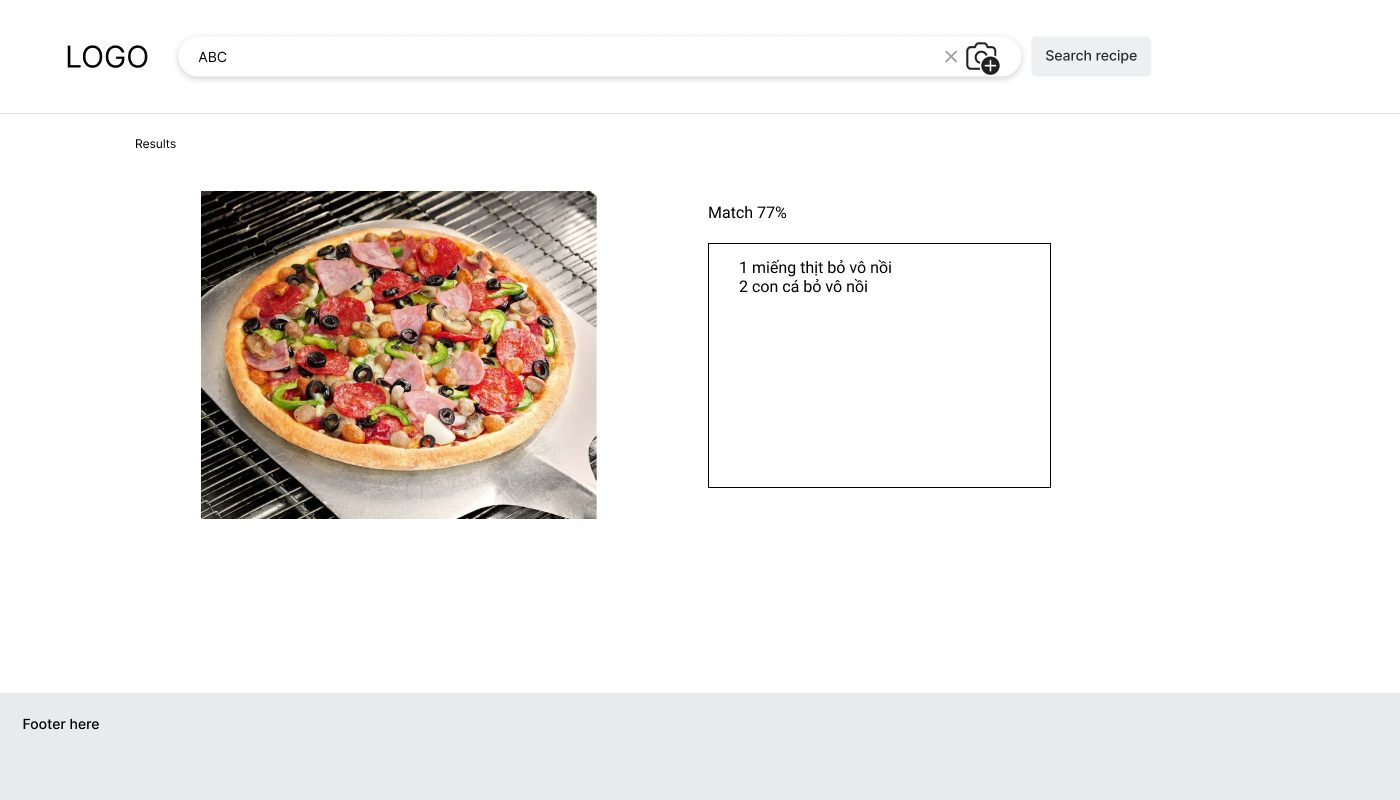 LOGO
ABC
Search recipe
Results
Match 77%
1 miếng thịt bỏ vô nồi
2 con cá bỏ vô nồi
Footer here